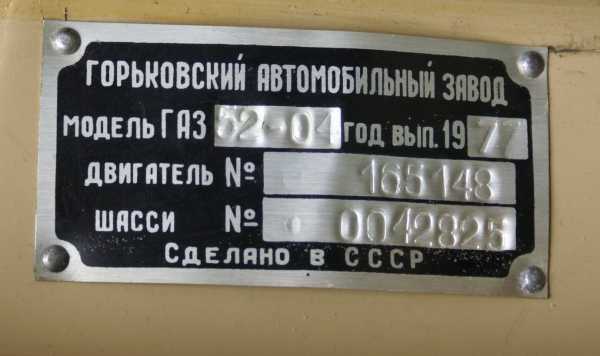 ГОРЬКОВСКИЙ АВТОМОБИЛЬНЫЙ ЗАВОД
МОДЕЛЬ ГАЗ 52-04 ГОД ВЫП. 1977
ДВИГАТЕЛЬ № 165148
ШАССИ № 0042825
СДЕЛАНО В СССР